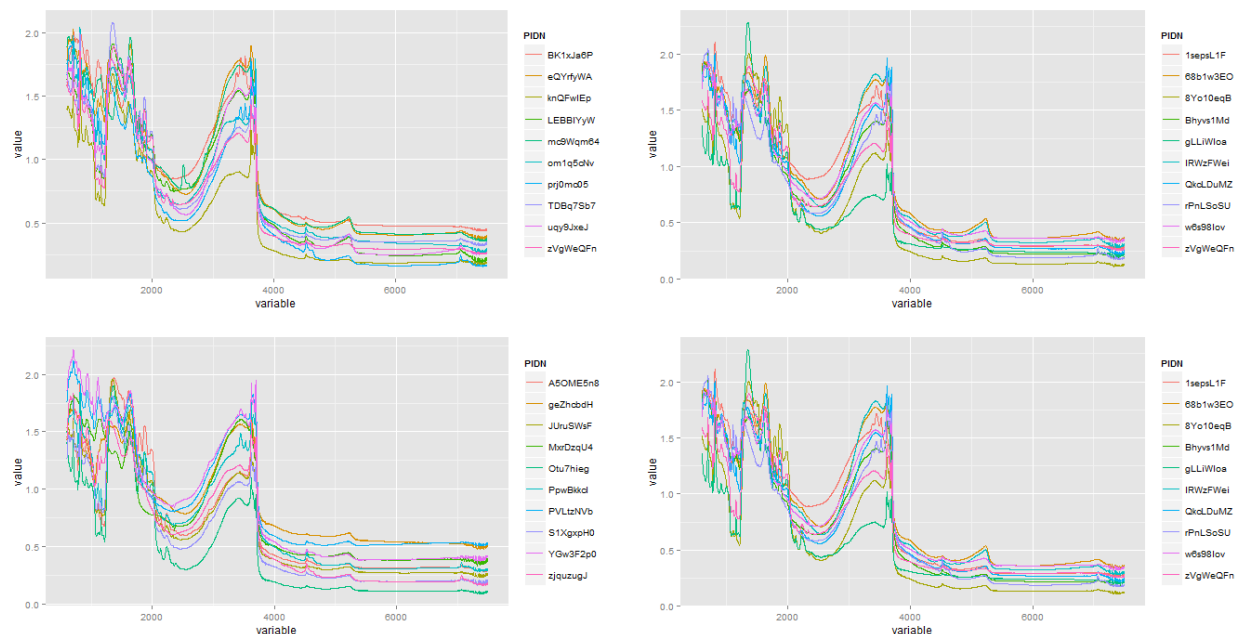 PIDN
BK1xJa6P
eQYrfyWA
knQFwIEp
LEBBIYyW
mc9Wqm64
om1q5dNv
prj0mc05
TDBq7Sb7
uqy9JxeJ
zVgWeQFn
2.0
1.5
1.0
0.5
value
2000
4000
6000
variable
PIDN
1sepsL1F
68b1w3EO
8Yo10eqB
Bhyvs1Md
gLLiWloa
IRWzFWei
QkdLDuMZ
rPnLSoSU
w6s98Iov
zVgWeQFn
2.0
1.5
1.0
0.5
0.0
value
2000
4000
6000
variable
PIDN
A5OME5n8
geZhcbdH
JUruSWsF
MxrDzqU4
Otu7hieg
PpwBkkcl
PVLtzNVb
S1XgxpH0
YGw3F2p0
zjquzugJ
2.0
1.5
1.0
0.5
0.0
value
2000
4000
6000
variable
PIDN
1sepsL1F
68b1w3EO
8Yo10eqB
Bhyvs1Md
gLLiWloa
IRWzFWei
QkdLDuMZ
rPnLSoSU
w6s98Iov
zVgWeQFn
2.0
1.5
1.0
0.5
0.0
value
2000
4000
6000
variable